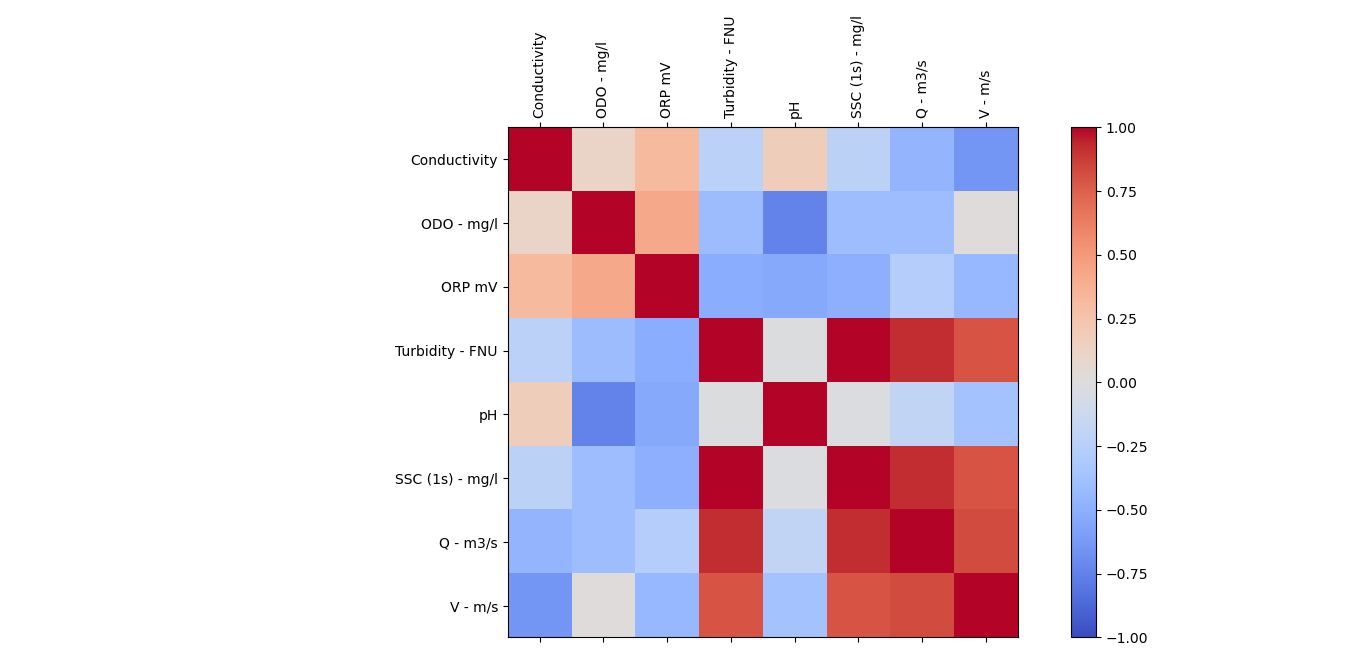 Conductivity
ODO - mg/l
ORP mV
Turbidity - FNU
pH
SSC (1s) - mg/l
Q - m3/s
V - m/s
Conductivity
ODO - mg/l
ORP mV
Turbidity - FNU
pH
SSC (1s) - mg/l
Q - m3/s
V - m/s
1.00
0.75
0.50
0.25
0.00
−0.25
−0.50
−0.75
−1.00